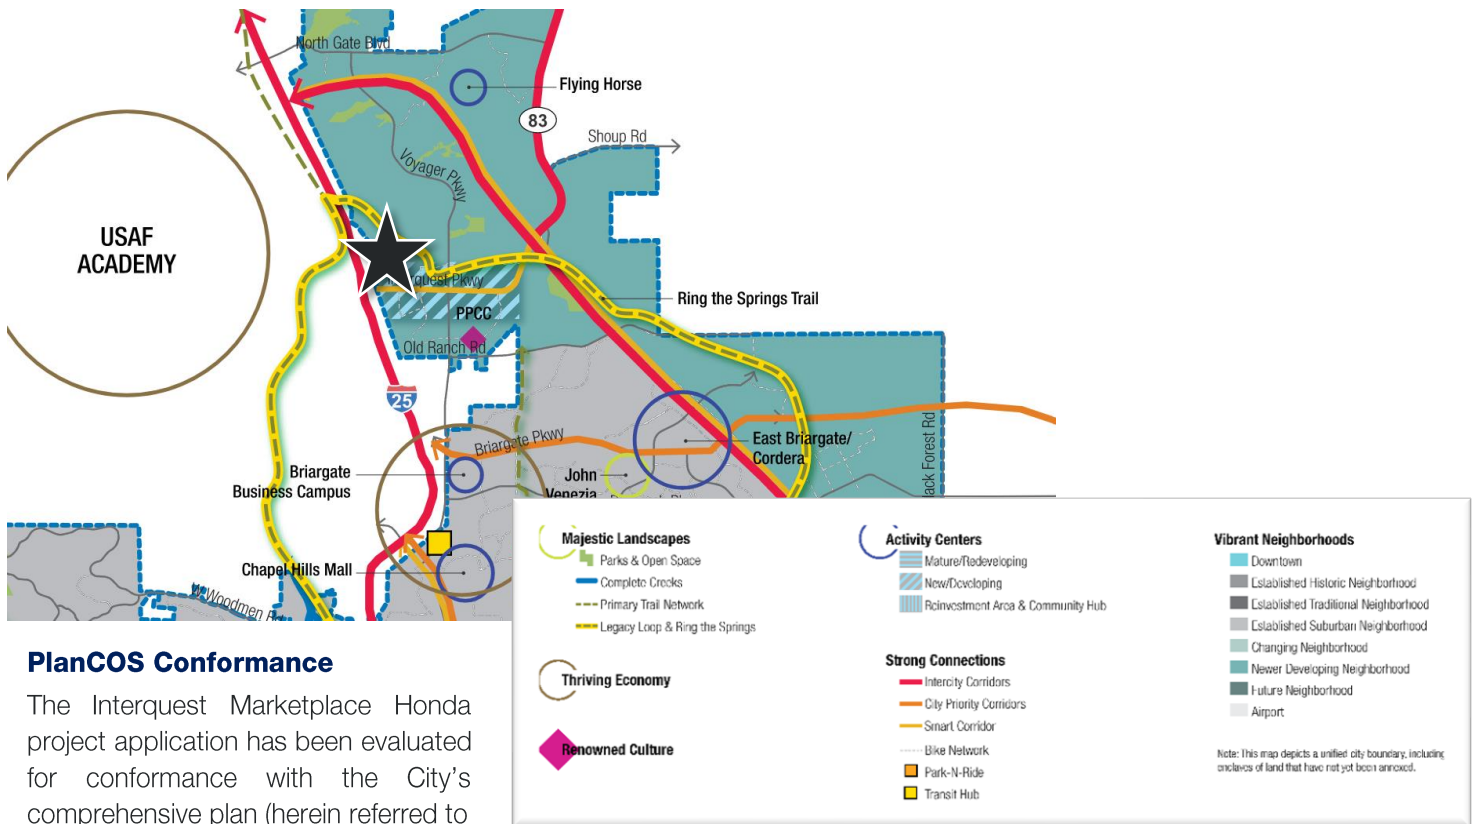 North Gate Blvd
Flying Horse
83
Shoup Rd
Voyager Pkwy
USAF
ACADEMY
quest Pkwy
Ring the Springs Trail
PPCC
Old Ranch Rd
25
Briargate Pkwy
East Briargate/
Cordera
lack Forest Rd
Briargate
Business Campus
John
Venezia
Chapel Hills Mall
W Woodmen Rd
PlanCOS Conformance
The Interquest Marketplace Honda
project application has been evaluated
for conformance with the City's
comprehensive plan (herein referred to
Majestic Landscapes
Parks & Open Space
Complete Creeks
Primary Trail Network
Legacy Loop & Ring the Springs
Thriving Economy
Renowned Culture
Activity Centers
Mature/Redeveloping
New/Developing
Reinvestment Area & Community Hub
Strong Connections
Intercity Corridors
City Priority Corridors
Smart Corridor
Bike Network
Park-N-Ride
Transit Hub
Vibrant Neighborhoods
Downtown
Established Historic Neighborhood
Established Traditional Neighborhood
Established Suburban Neighborhood
Changing Neighborhood
Newer Developing Neighborhood
Future Neighborhood
Airport
Note: This map depicts a unified city boundary, including
enclaves of land that have not yet been annexed.